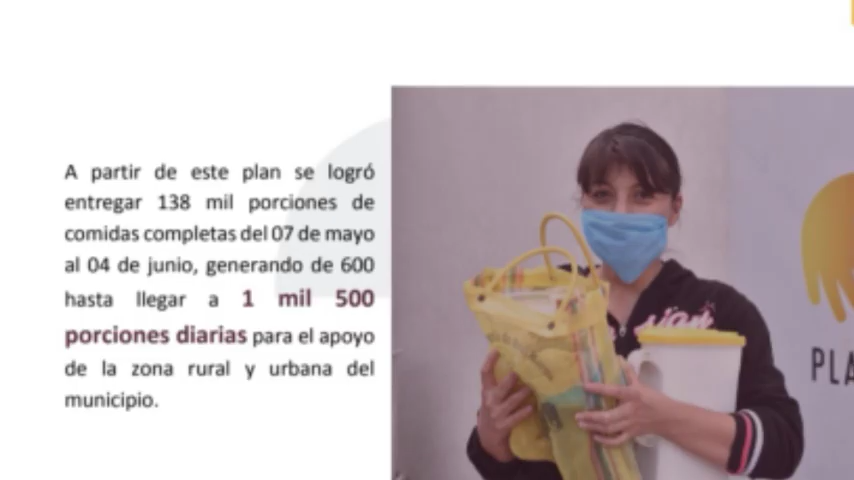 A partir de este plan se logró
entregar 138 mil porciones de
comidas completas del 07 de mayo
al 04 de junio, generando de 600
hasta llegar a 1 mil 500
porciones diarias para el apoyo
de la zona rural y urbana del
municipio.
PLA